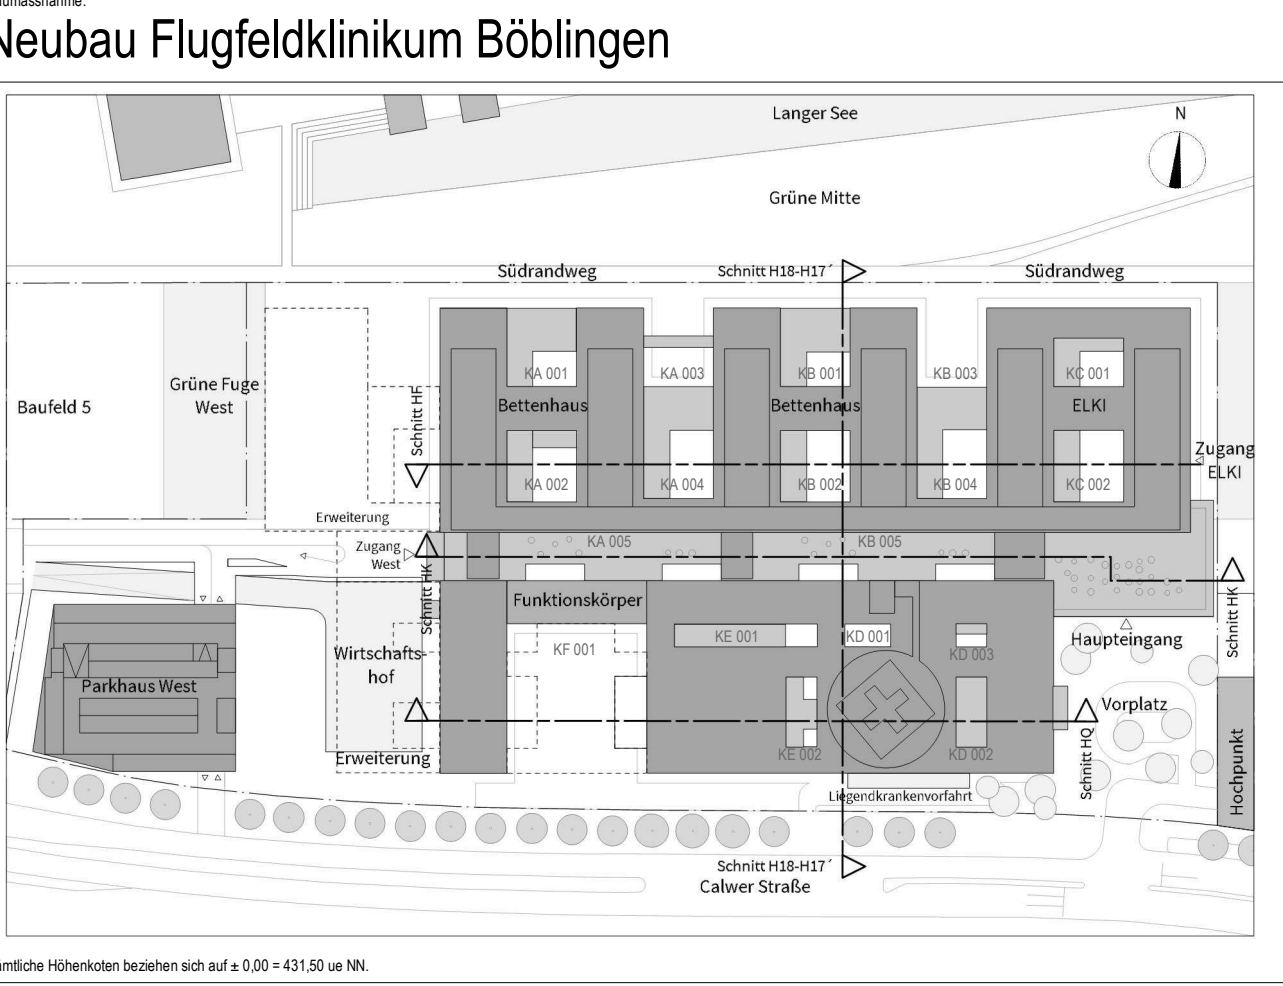 Neubau Flugfeldklinikum Böblingen
Langer See
N
Grüne Mitte
Südrandweg
Schnitt H18-H17´
Südrandweg
Baufeld 5
Grüne Fuge
West
Schnitt HF
KA 001
KA 003
KB 001
KB 003
KC 001
Bettenhaus
Bettenhaus
ELKI
Zugang
ELKI
KA 002
KA 004
KB 002
KB 004
KC 002
Erweiterung
Zugang
West
KA 005
KB 005
Schnitt HK
Schnitt HK
Funktionskörper
KF 001
KE 001
KD 001
KD 003
Haupteingang
Wirtschafts-
hof
Parkhaus West
Vorplatz
Erweiterung
KE 002
KD 002
Schnitt HQ
Hochpunkt
Liegendkrankenvorfahrt
Schnitt H18-H17´
Calwer Straße
ämtliche Höhenkoten beziehen sich auf ± 0,00 = 431,50 ue NN.